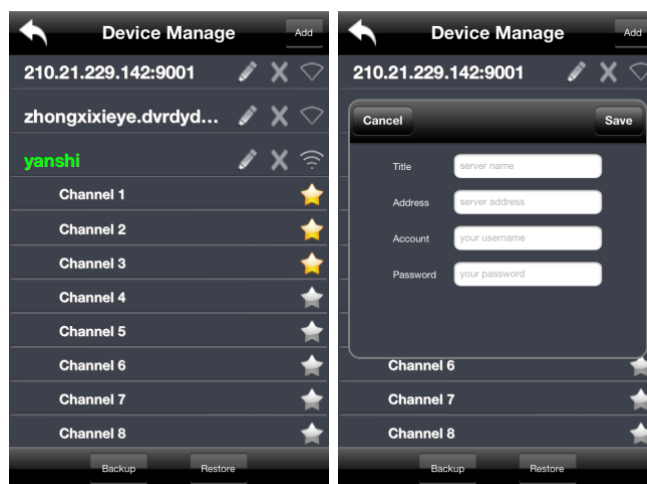 Device Manage
Add
210.21.229.142:9001
zhongxixieye.dvrdyd...
yanshi
Channel 1
Channel 2
Channel 3
Channel 4
Channel 5
Channel 6
Channel 7
Channel 8
Backup
Restore
Device Manage
Add
210.21.229.142:9001
Cancel
Save
Title
server name
Address
server address
Account
your username
Password
your password
Channel 6
Channel 7
Channel 8
Backup
Restore